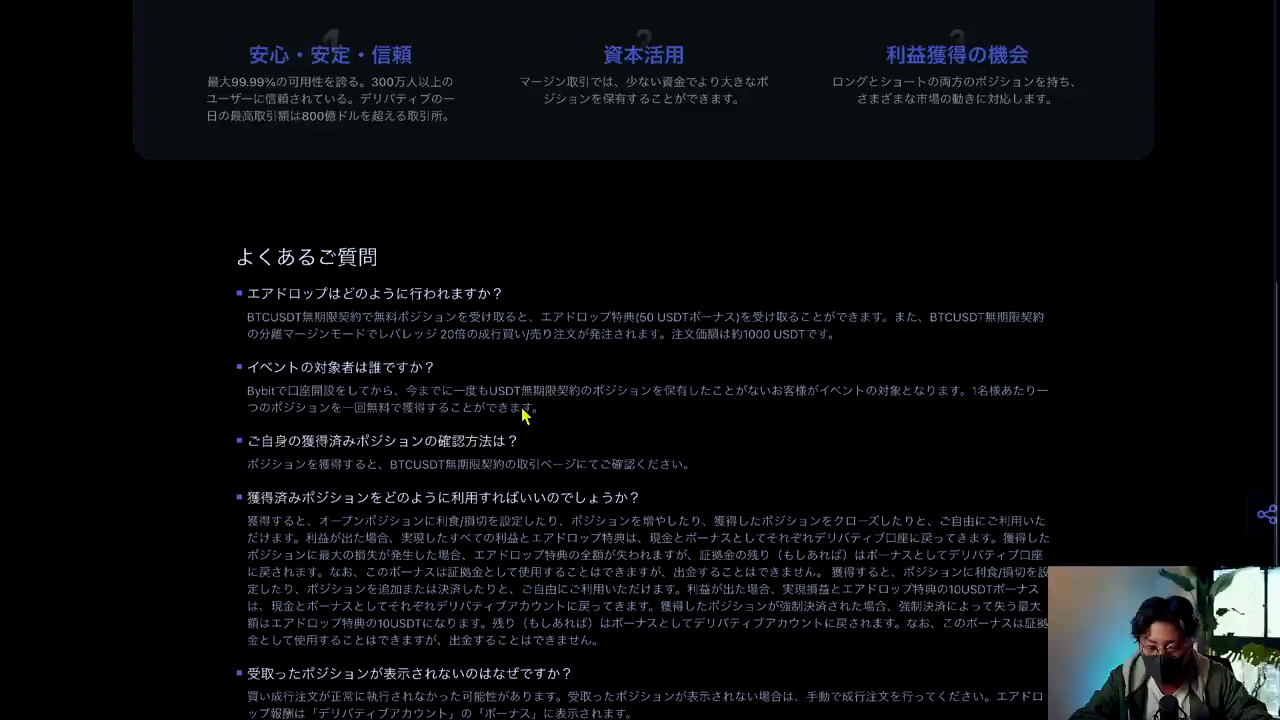 1
2
3
安心・安定・信頼
最大99.99%の可用性を誇る。300万人以上の
ユーザーに信頼されている。デリバティブの一
日の最高取引額は800億ドルを超える取引所。
資本活用
マージン取引では、少ない資金でより大きなポ
ジションを保有することができます。
利益獲得の機会
ロングとショートの両方のポジションを持ち、
さまざまな市場の動きに対応します。
よくあるご質問
エアドロップはどのように行われますか？
BTCUSDT無期限契約で無料ポジションを受け取ると、エアドロップ特典(50 USDTボーナス)を受け取ることができます。また、BTCUSDT無期限契約
の分離マージンモードでレバレッジ 20倍の成行買い/売り注文が発注されます。注文価額は約1000 USDTです。
イベントの対象者は誰ですか？
Bybitで口座開設をしてから、今までに一度もUSDT無期限契約のポジションを保有したことがないお客様がイベントの対象となります。1名様あたり一
つのポジションを一回無料で獲得することができます。
ご自身の獲得済みポジションの確認方法は？
ポジションを獲得すると、BTCUSDT無期限契約の取引ページにてご確認ください。
獲得済みポジションをどのように利用すればいいのでしょうか？
獲得すると、オープンポジションに利食/損切を設定したり、ポジションを増やしたり、獲得したポジションをクローズしたりと、ご自由にご利用いた
だけます。利益が出た場合、実現したすべての利益とエアドロップ特典は、現金とボーナスとしてそれぞれデリバティブ口座に戻ってきます。獲得した
ポジションに最大の損失が発生した場合、エアドロップ特典の全額が失われますが、証拠金の残り（もしあれば）はボーナスとしてデリバティブ口座
に戻されます。なお、このボーナスは証拠金として使用することはできますが、出金することはできません。 獲得すると、ポジションに利食/損切を設
定したり、ポジションを追加または決済したりと、ご自由にご利用いただけます。利益が出た場合、実現損益とエアドロップ特典の10USDTボーナス
は、現金とボーナスとしてそれぞれデリバティブアカウントに戻ってきます。獲得したポジションが強制決済された場合、強制決済によって失う最大
額はエアドロップ特典の10USDTになります。残り（もしあれば）はボーナスとしてデリバティブアカウントに戻されます。なお、このボーナスは証拠
金として使用することはできますが、出金することはできません。
受取ったポジションが表示されないのはなぜですか？
買い成行注文が正常に執行されなかった可能性があります。受取ったポジションが表示されない場合は、手動で成行注文を行ってください。エアドロ
ップ報酬は「デリバティブアカウント」の「ボーナス」に表示されます。